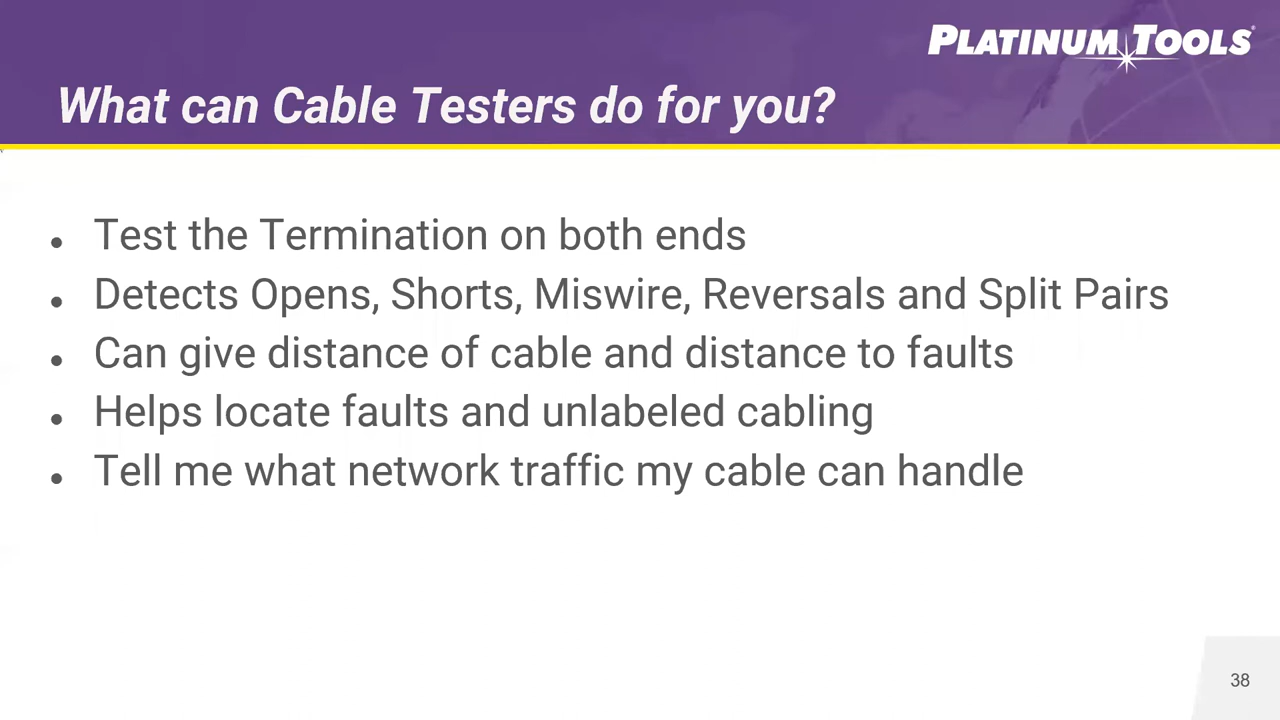 PLATINUM TOOLS®
What can Cable Testers do for you?
• Test the Termination on both ends
• Detects Opens, Shorts, Miswire, Reversals and Split Pairs
• Can give distance of cable and distance to faults
• Helps locate faults and unlabeled cabling
• Tell me what network traffic my cable can handle
38